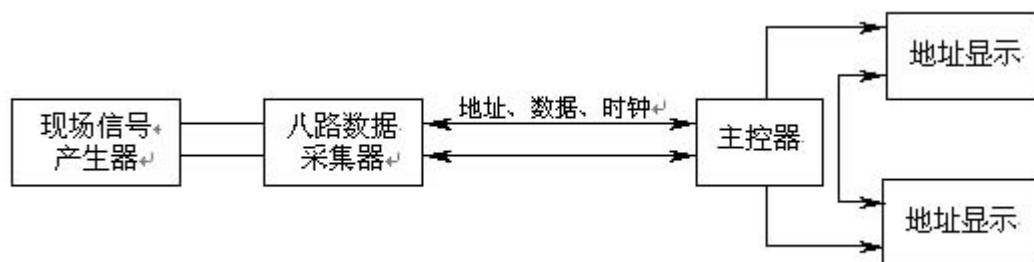 现场信号
产生器
八路数据
采集器
地址、数据、时钟
主控器
地址显示
地址显示